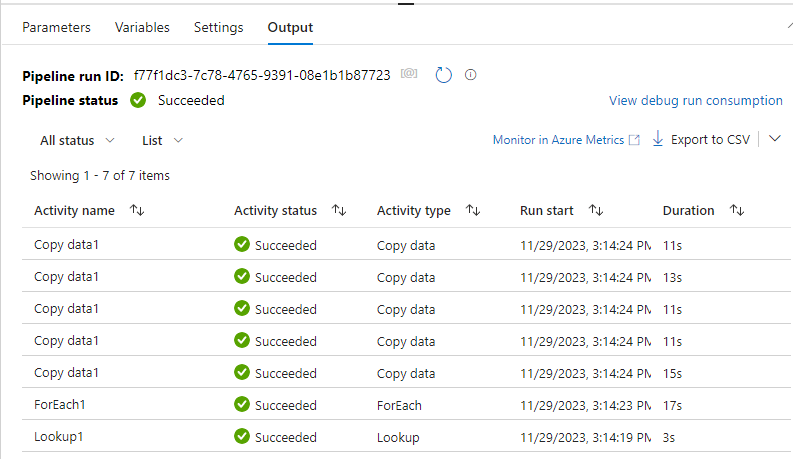 Parameters Variables Settings Output
Pipeline run ID: f77f1dc3-7c78-4765-9391-08e1b1b87723 [@]
Pipeline status Succeeded View debug run consumption
All status List Monitor in Azure Metrics Export to CSV
Showing 1 - 7 of 7 items
Activity name Activity status Activity type Run start Duration
Copy data1 Succeeded Copy data 11/29/2023, 3:14:24 PM 11s
Copy data1 Succeeded Copy data 11/29/2023, 3:14:24 PM 13s
Copy data1 Succeeded Copy data 11/29/2023, 3:14:24 PM 11s
Copy data1 Succeeded Copy data 11/29/2023, 3:14:24 PM 11s
Copy data1 Succeeded Copy data 11/29/2023, 3:14:24 PM 15s
ForEach1 Succeeded ForEach 11/29/2023, 3:14:23 PM 17s
Lookup1 Succeeded Lookup 11/29/2023, 3:14:19 PM 3s